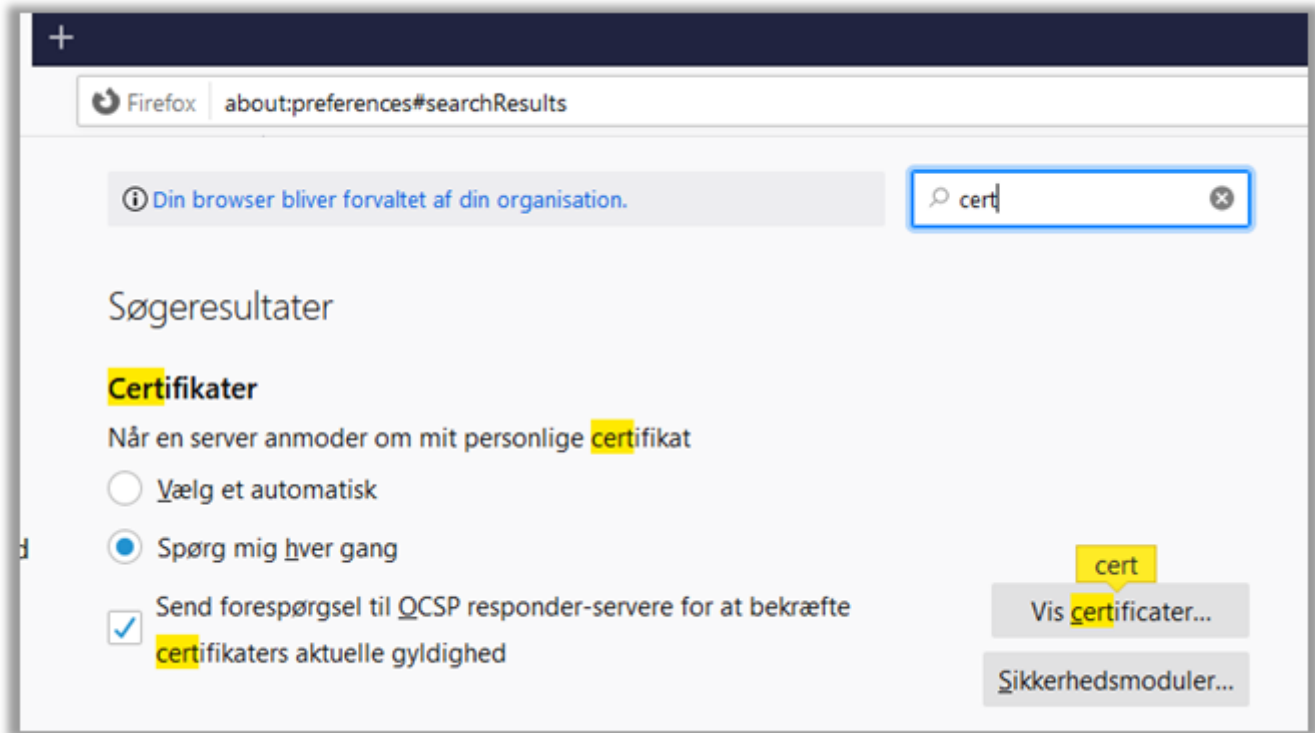 Firefox about:preferences#searchResults
Din browser bliver forvaltet af din organisation.
cert
Søgeresultater
Certifikater
Når en server anmoder om mit personlige certifikat
Vælg et automatisk
d
Spørg mig hver gang
cert
Send forespørgsel til OCSP responder-servere for at bekræfte
certifikaters aktuelle gyldighed
Vis certificater...
Sikkerhedsmoduler...